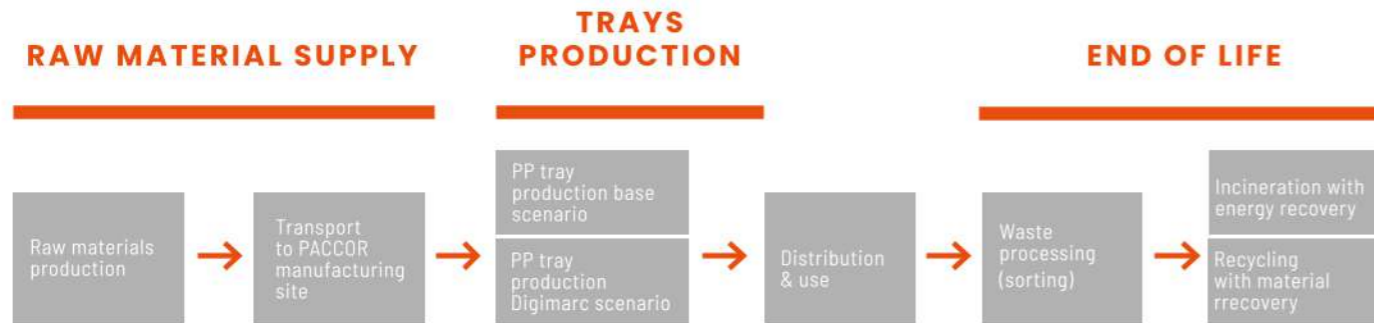 RAW MATERIAL SUPPLY
TRAYS
PRODUCTION
END OF LIFE
Raw materials
production
Transport
to PACCOR
manufacturing
site
PP tray
production base
scenario
PP tray
production
Digimarc scenario
Distribution
& use
Waste
processing
(sorting)
Incineration with
energy recovery
Recycling
with material
rrecovery